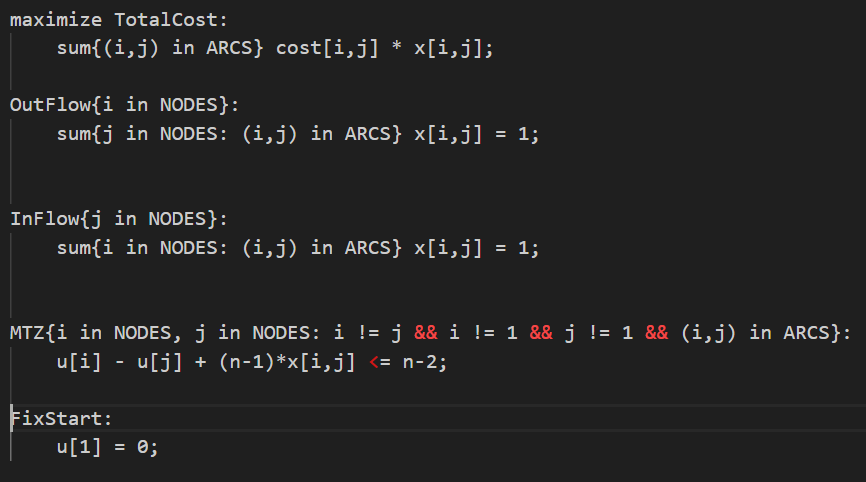 maximize TotalCost:
sum{(i,j) in ARCS} cost[i,j] * x[i,j];
OutFlow{i in NODES}:
sum{j in NODES: (i,j) in ARCS} x[i,j] = 1;
InFlow{j in NODES}:
sum{i in NODES: (i,j) in ARCS} x[i,j] = 1;
MTZ{i in NODES, j in NODES: i != j && i != 1 && j != 1 && (i,j) in ARCS}:
u[i] - u[j] + (n-1)*x[i,j] <= n-2;
FixStart:
u[1] = 0;